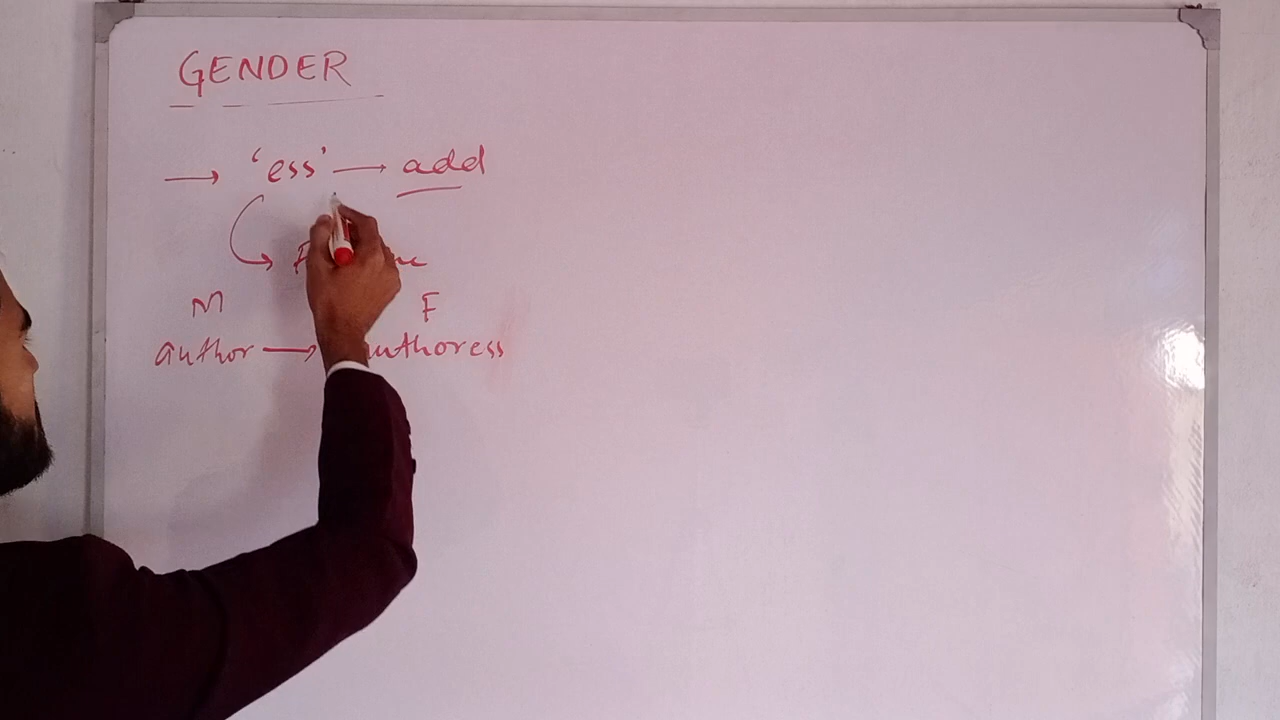 GENDER
→ 'ess' → add
M F
author → authoress